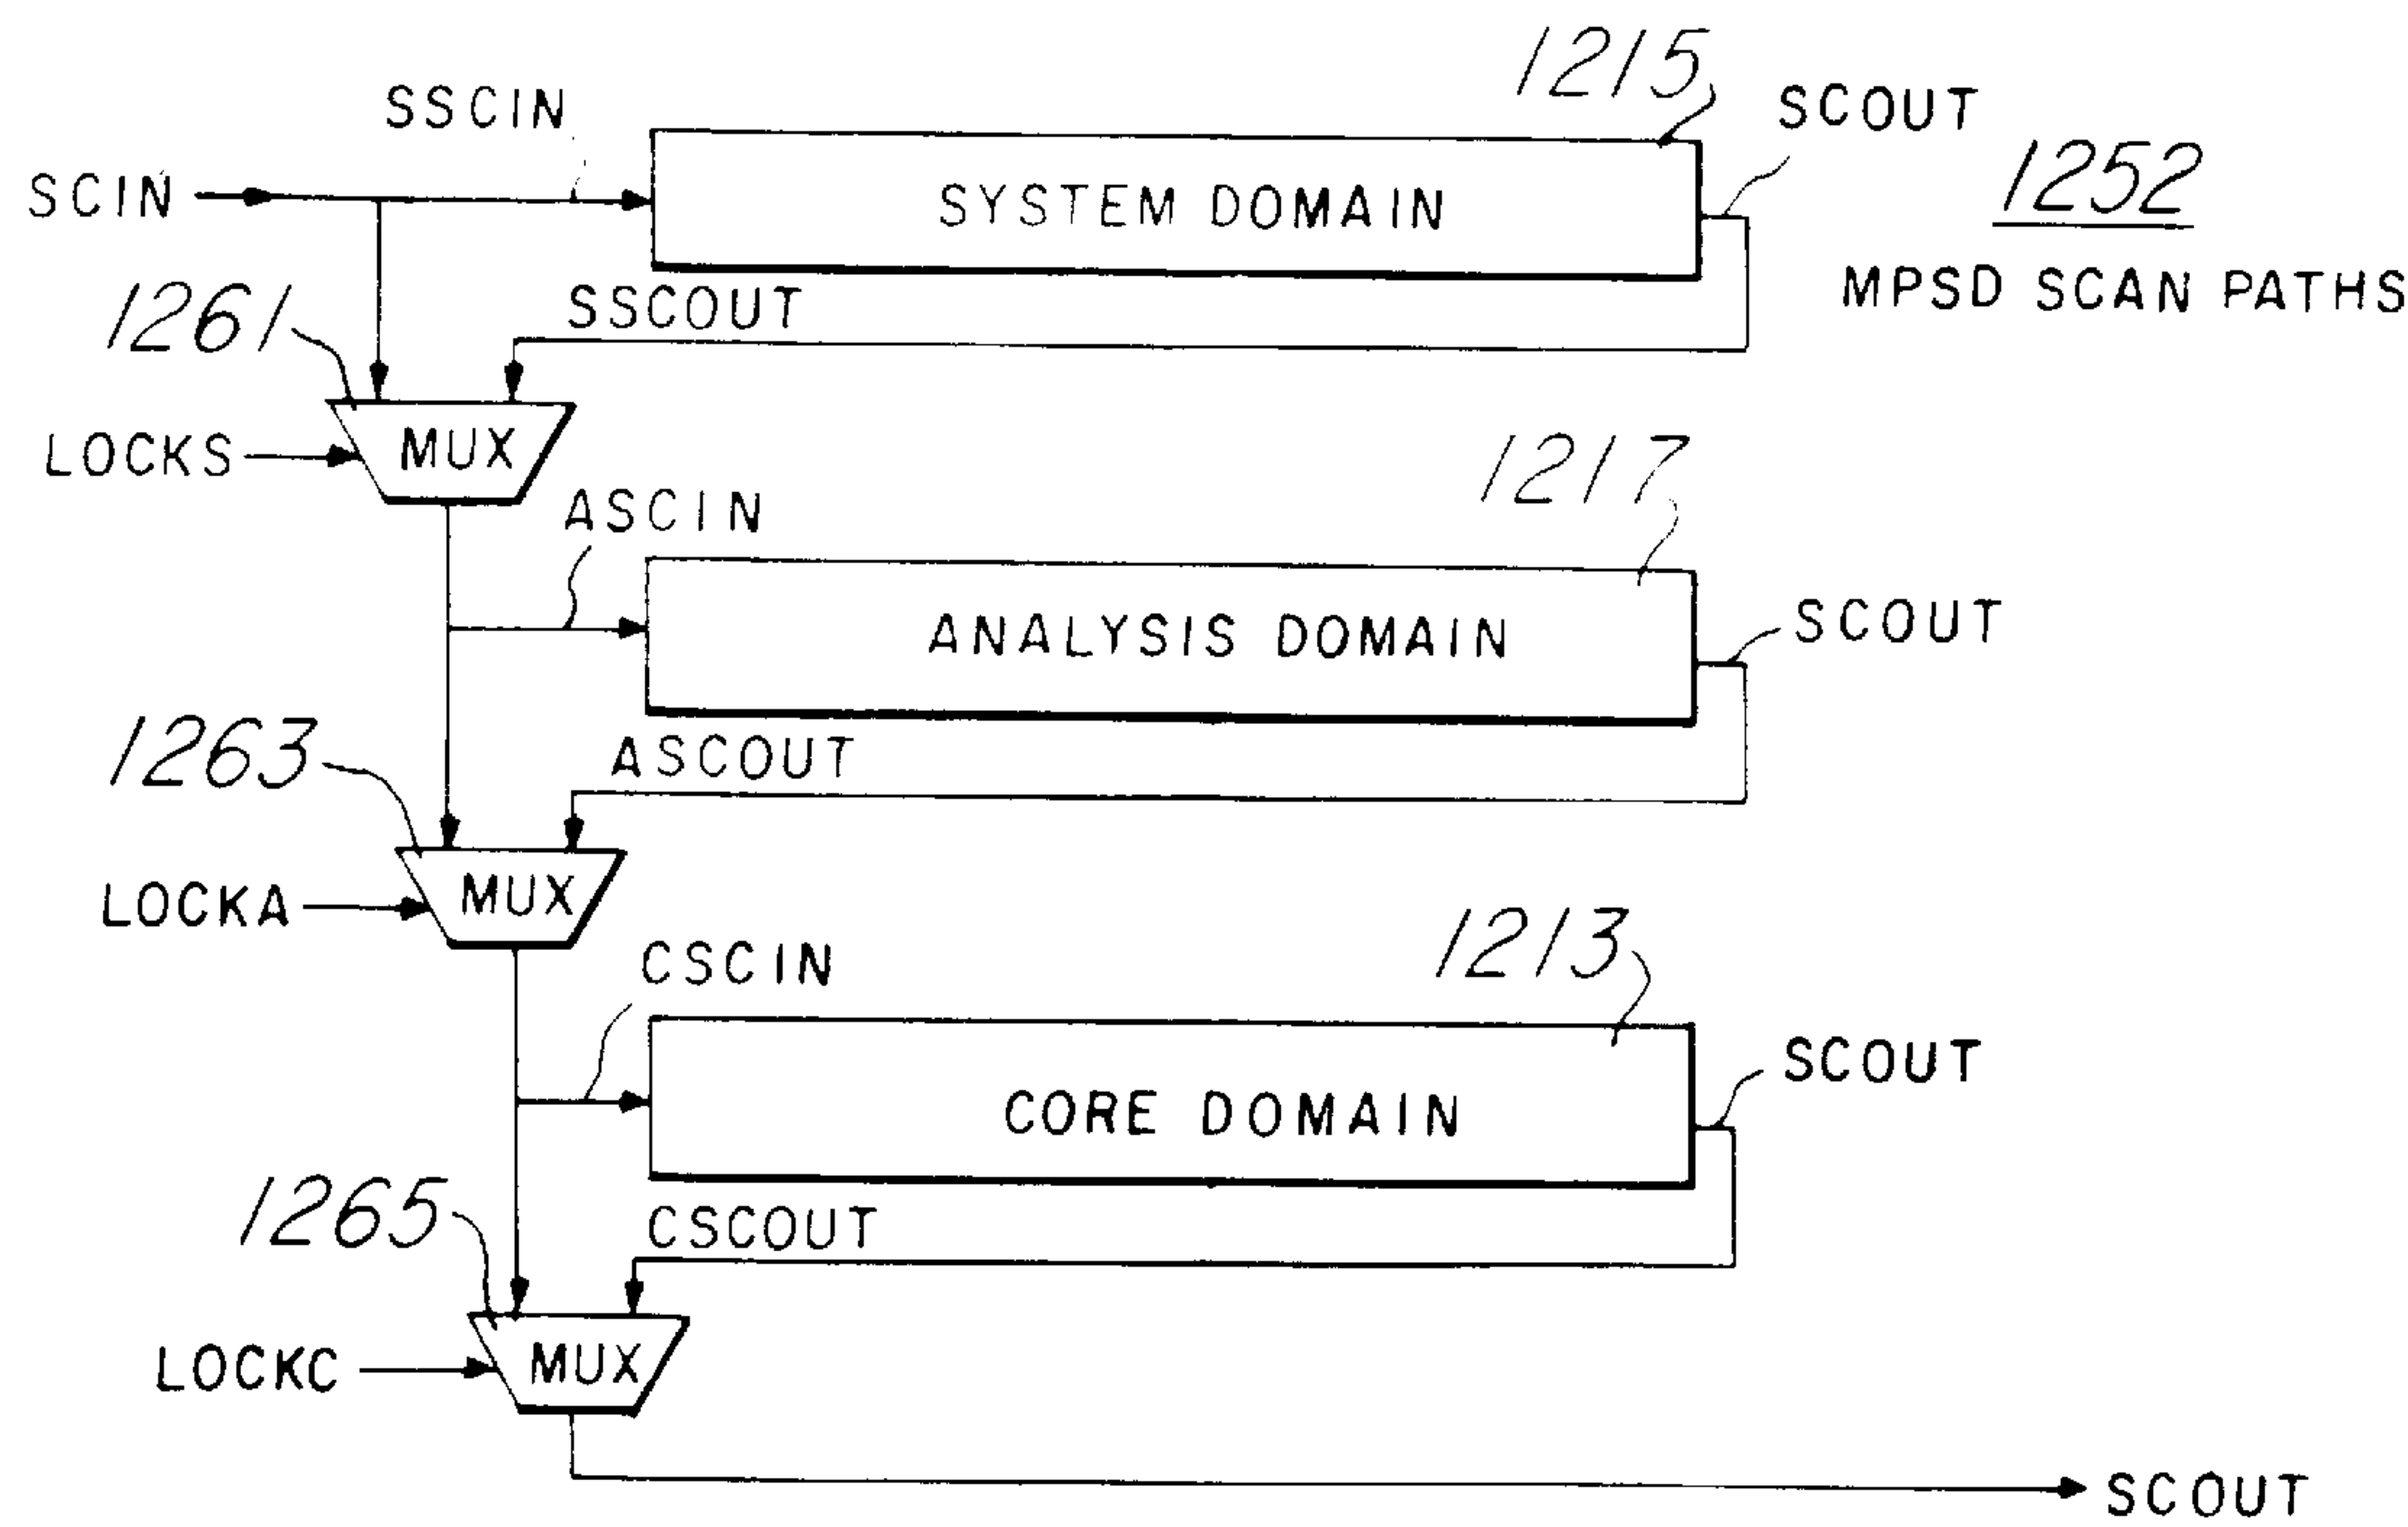 1215
SSCIN
SCOUT
SCIN
SYSTEM DOMAIN
1252
MPSD SCAN PATHS
1261
SSCOUT
LOCKS
MUX
1217
ASCIN
ANALYSIS DOMAIN
SCOUT
1263
ASCOUT
LOCKA
MUX
1213
CSCIN
CORE DOMAIN
SCOUT
1265
CSCOUT
LOCKC
MUX
SCOUT